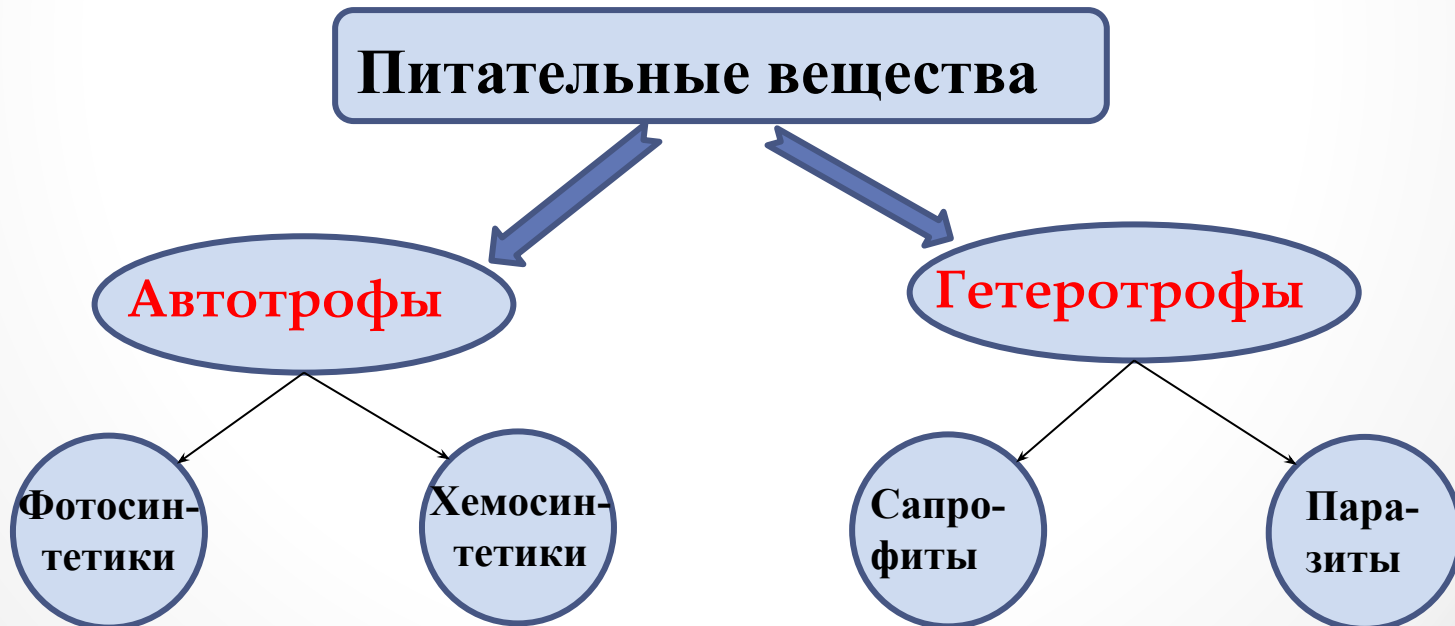 Питательные вещества
Автотрофы
Гетеротрофы
Фотосин-
тетики
Хемосин-
тетики
Сапро-
фиты
Пара-
зиты